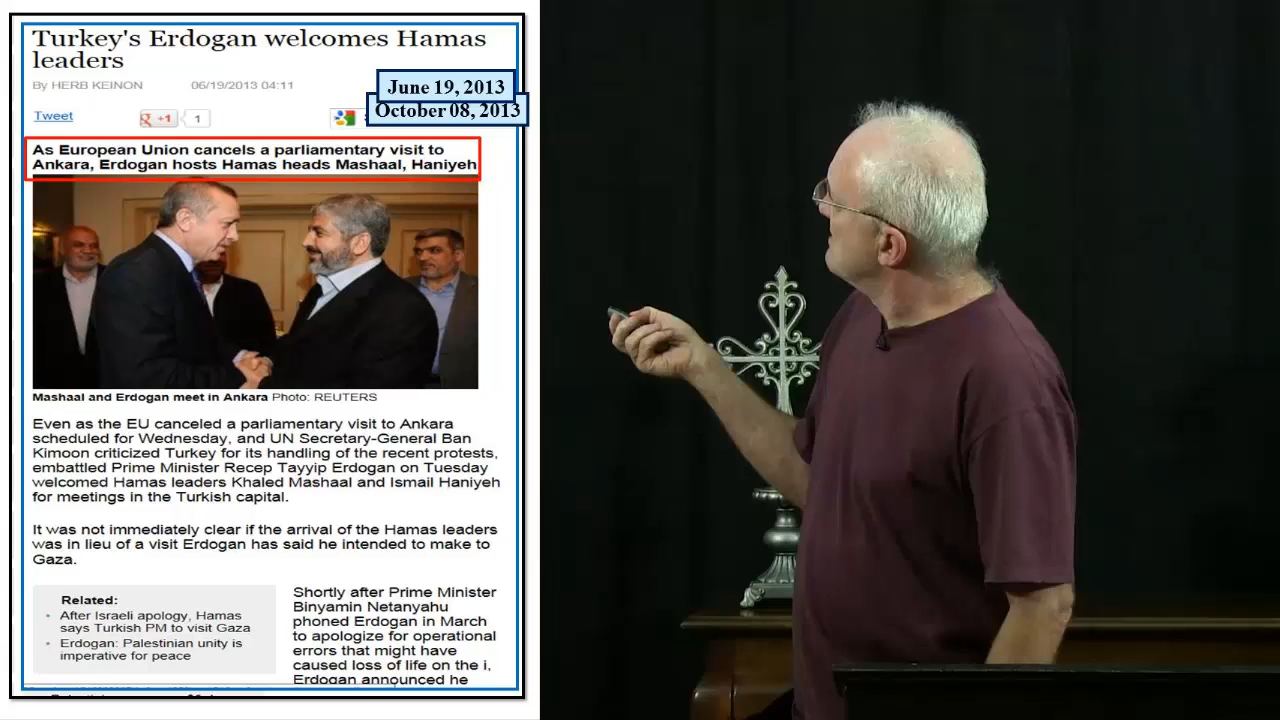 Turkey's Erdogan welcomes Hamas
leaders
By HERB KEINON 06/19/2013 04:11
June 19, 2013
October 08, 2013
Tweet
+1 1
As European Union cancels a parliamentary visit to
Ankara, Erdogan hosts Hamas heads Mashaal, Haniyeh
Mashaal and Erdogan meet in Ankara Photo: REUTERS
Even as the EU canceled a parliamentary visit to Ankara
scheduled for Wednesday, and UN Secretary-General Ban
Kimoon criticized Turkey for its handling of the recent protests,
embattled Prime Minister Recep Tayyip Erdogan on Tuesday
welcomed Hamas leaders Khaled Mashaal and Ismail Haniyeh
for meetings in the Turkish capital.
It was not immediately clear if the arrival of the Hamas leaders
was in lieu of a visit Erdogan has said he intended to make to
Gaza.
Related:
• After Israeli apology, Hamas
says Turkish PM to visit Gaza
• Erdogan: Palestinian unity is
imperative for peace
Shortly after Prime Minister
Binyamin Netanyahu
phoned Erdogan in March
to apologize for operational
errors that might have
caused loss of life on the i,
Erdogan announced he